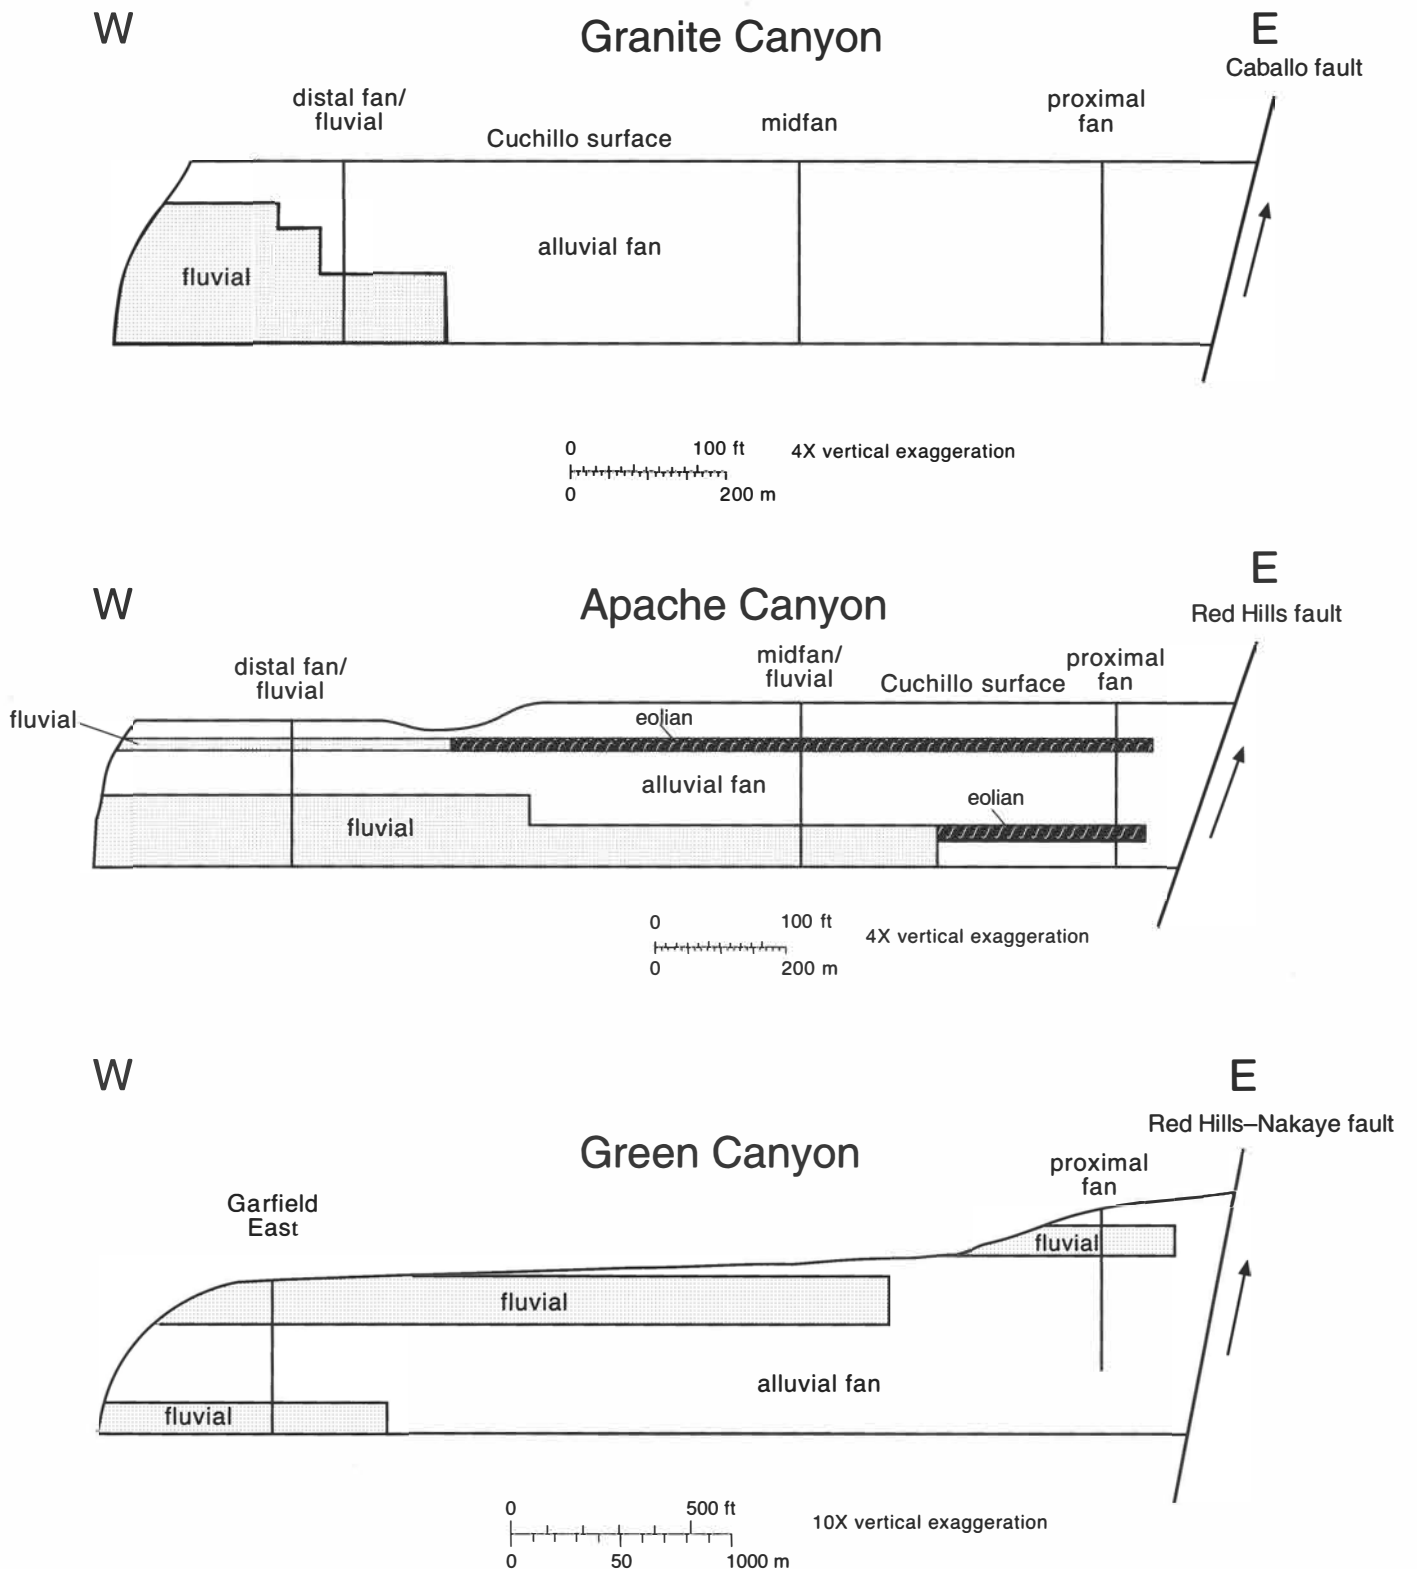 W
Granite Canyon
E
Caballo fault
distal fan/
fluvial
Cuchillo surface
midfan
proximal
fan
fluvial
alluvial fan
0 100 ft
4X vertical exaggeration
0 200 m
W
Apache Canyon
E
Red Hills fault
distal fan/
fluvial
midfan/
fluvial
Cuchillo surface
proximal
fan
fluvial
eolian
alluvial fan
eolian
fluvial
0 100 ft
4X vertical exaggeration
0 200 m
W
Green Canyon
E
Red Hills–Nakaye fault
Garfield
East
proximal
fan
fluvial
fluvial
alluvial fan
fluvial
0 500 ft
10X vertical exaggeration
0 50 1000 m